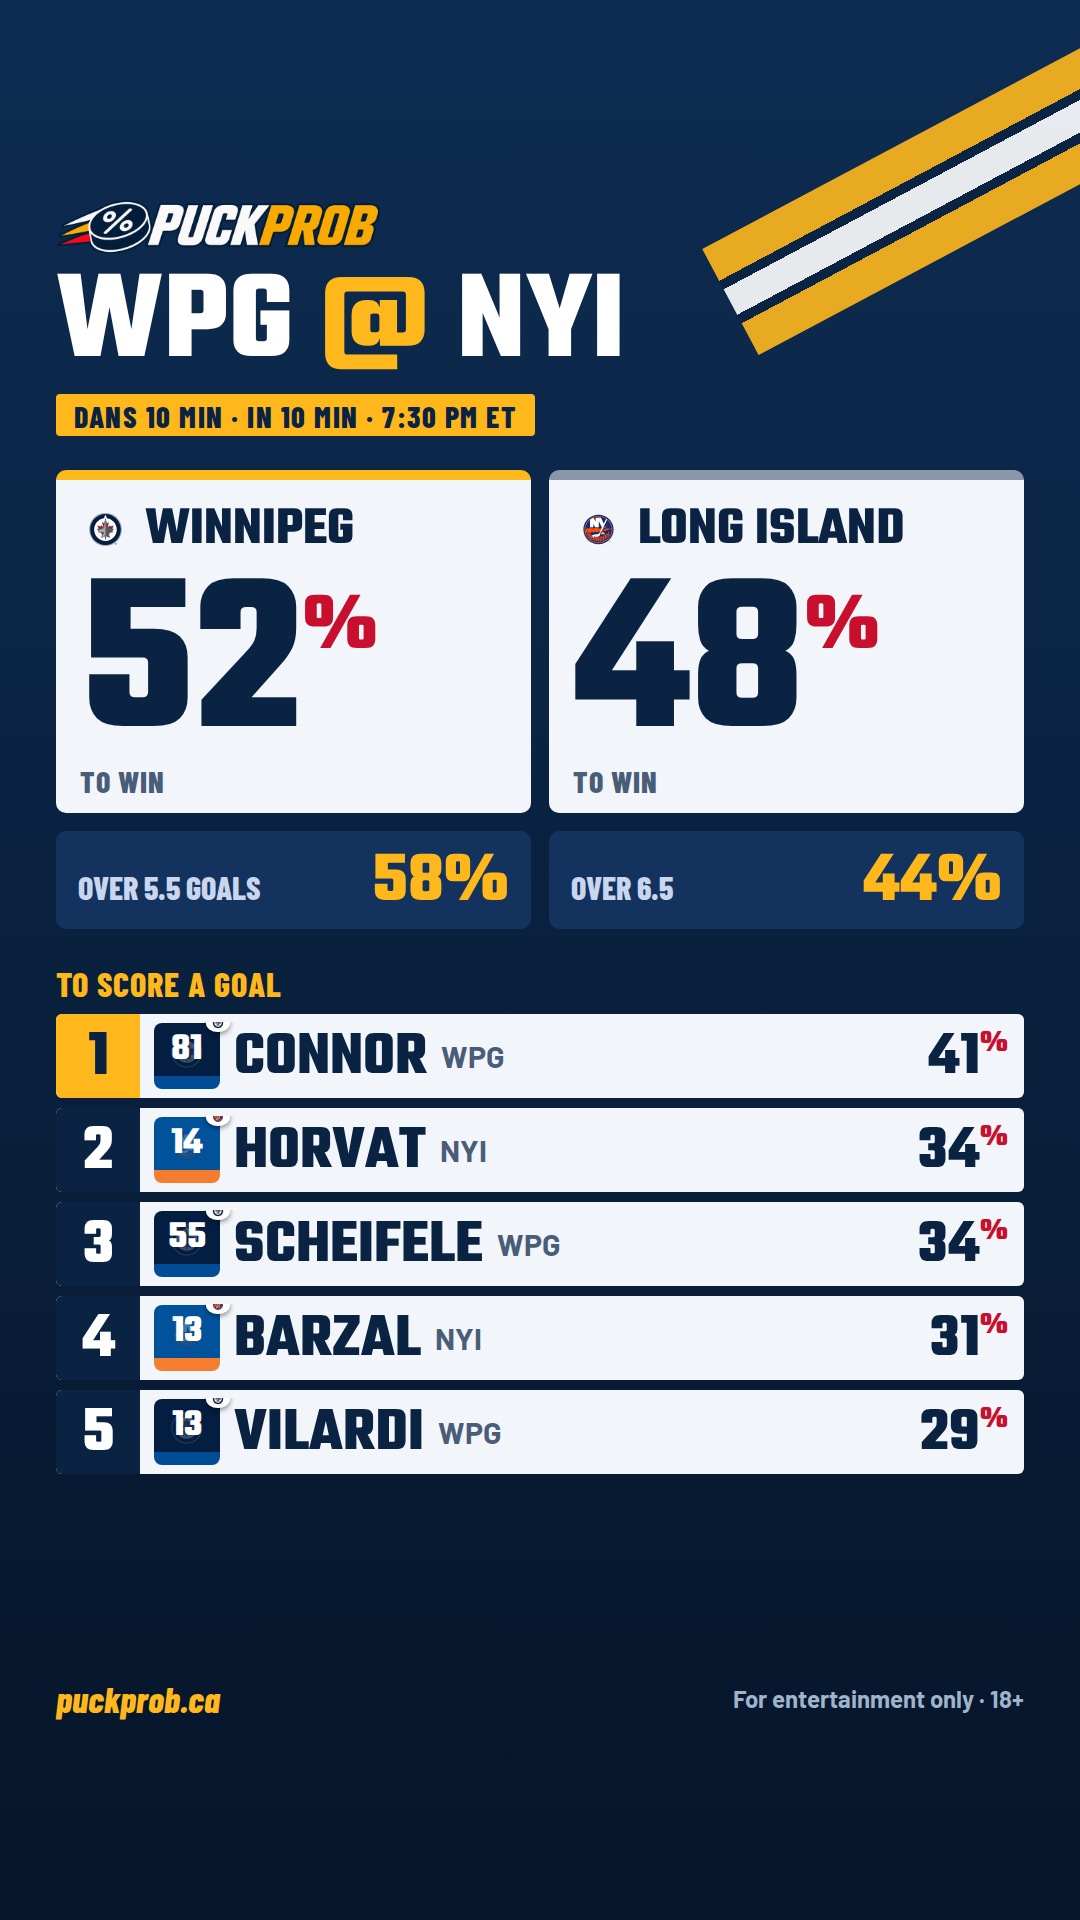 PUCKPROB
WPG @ NYI
DANS 10 MIN · IN 10 MIN · 7:30 PM ET
WINNIPEG
52%
TO WIN
LONG ISLAND
48%
TO WIN
OVER 5.5 GOALS 58%
OVER 6.5 44%
TO SCORE A GOAL
1 81 CONNOR WPG 41%
2 14 HORVAT NYI 34%
3 55 SCHEIFELE WPG 34%
4 13 BARZAL NYI 31%
5 13 VILARDI WPG 29%
puckprob.ca
For entertainment only · 18+